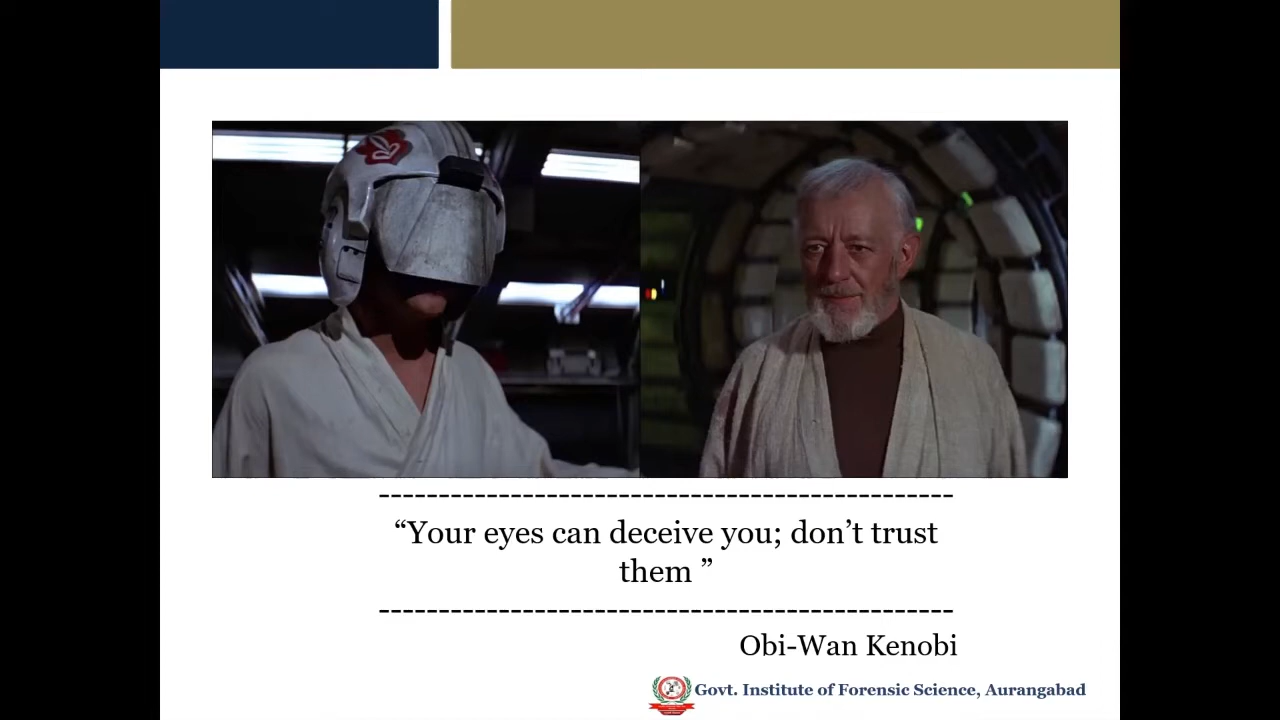 ------------------------------------------------
“Your eyes can deceive you; don’t trust
them ”
------------------------------------------------
Obi-Wan Kenobi
Govt. Institute of Forensic Science, Aurangabad